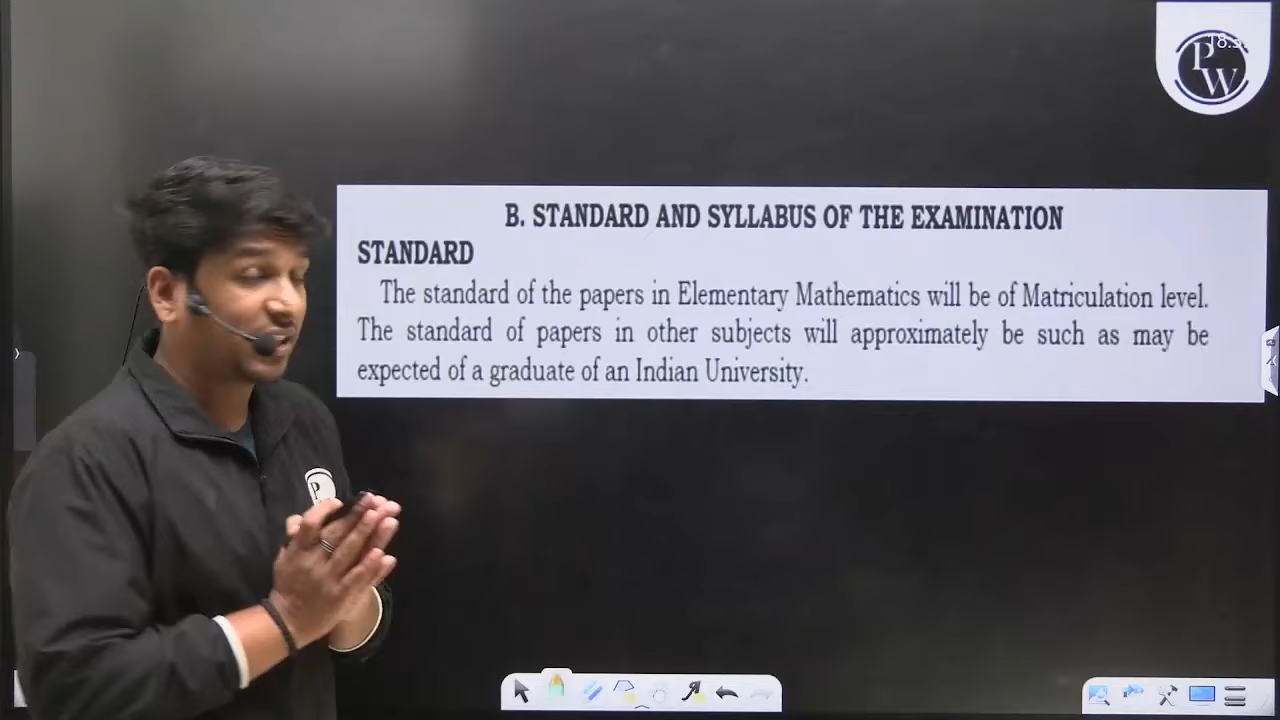 18:5
PW
B. STANDARD AND SYLLABUS OF THE EXAMINATION
STANDARD
The standard of the papers in Elementary Mathematics will be of Matriculation level.
The standard of papers in other subjects will approximately be such as may be
expected of a graduate of an Indian University.
P